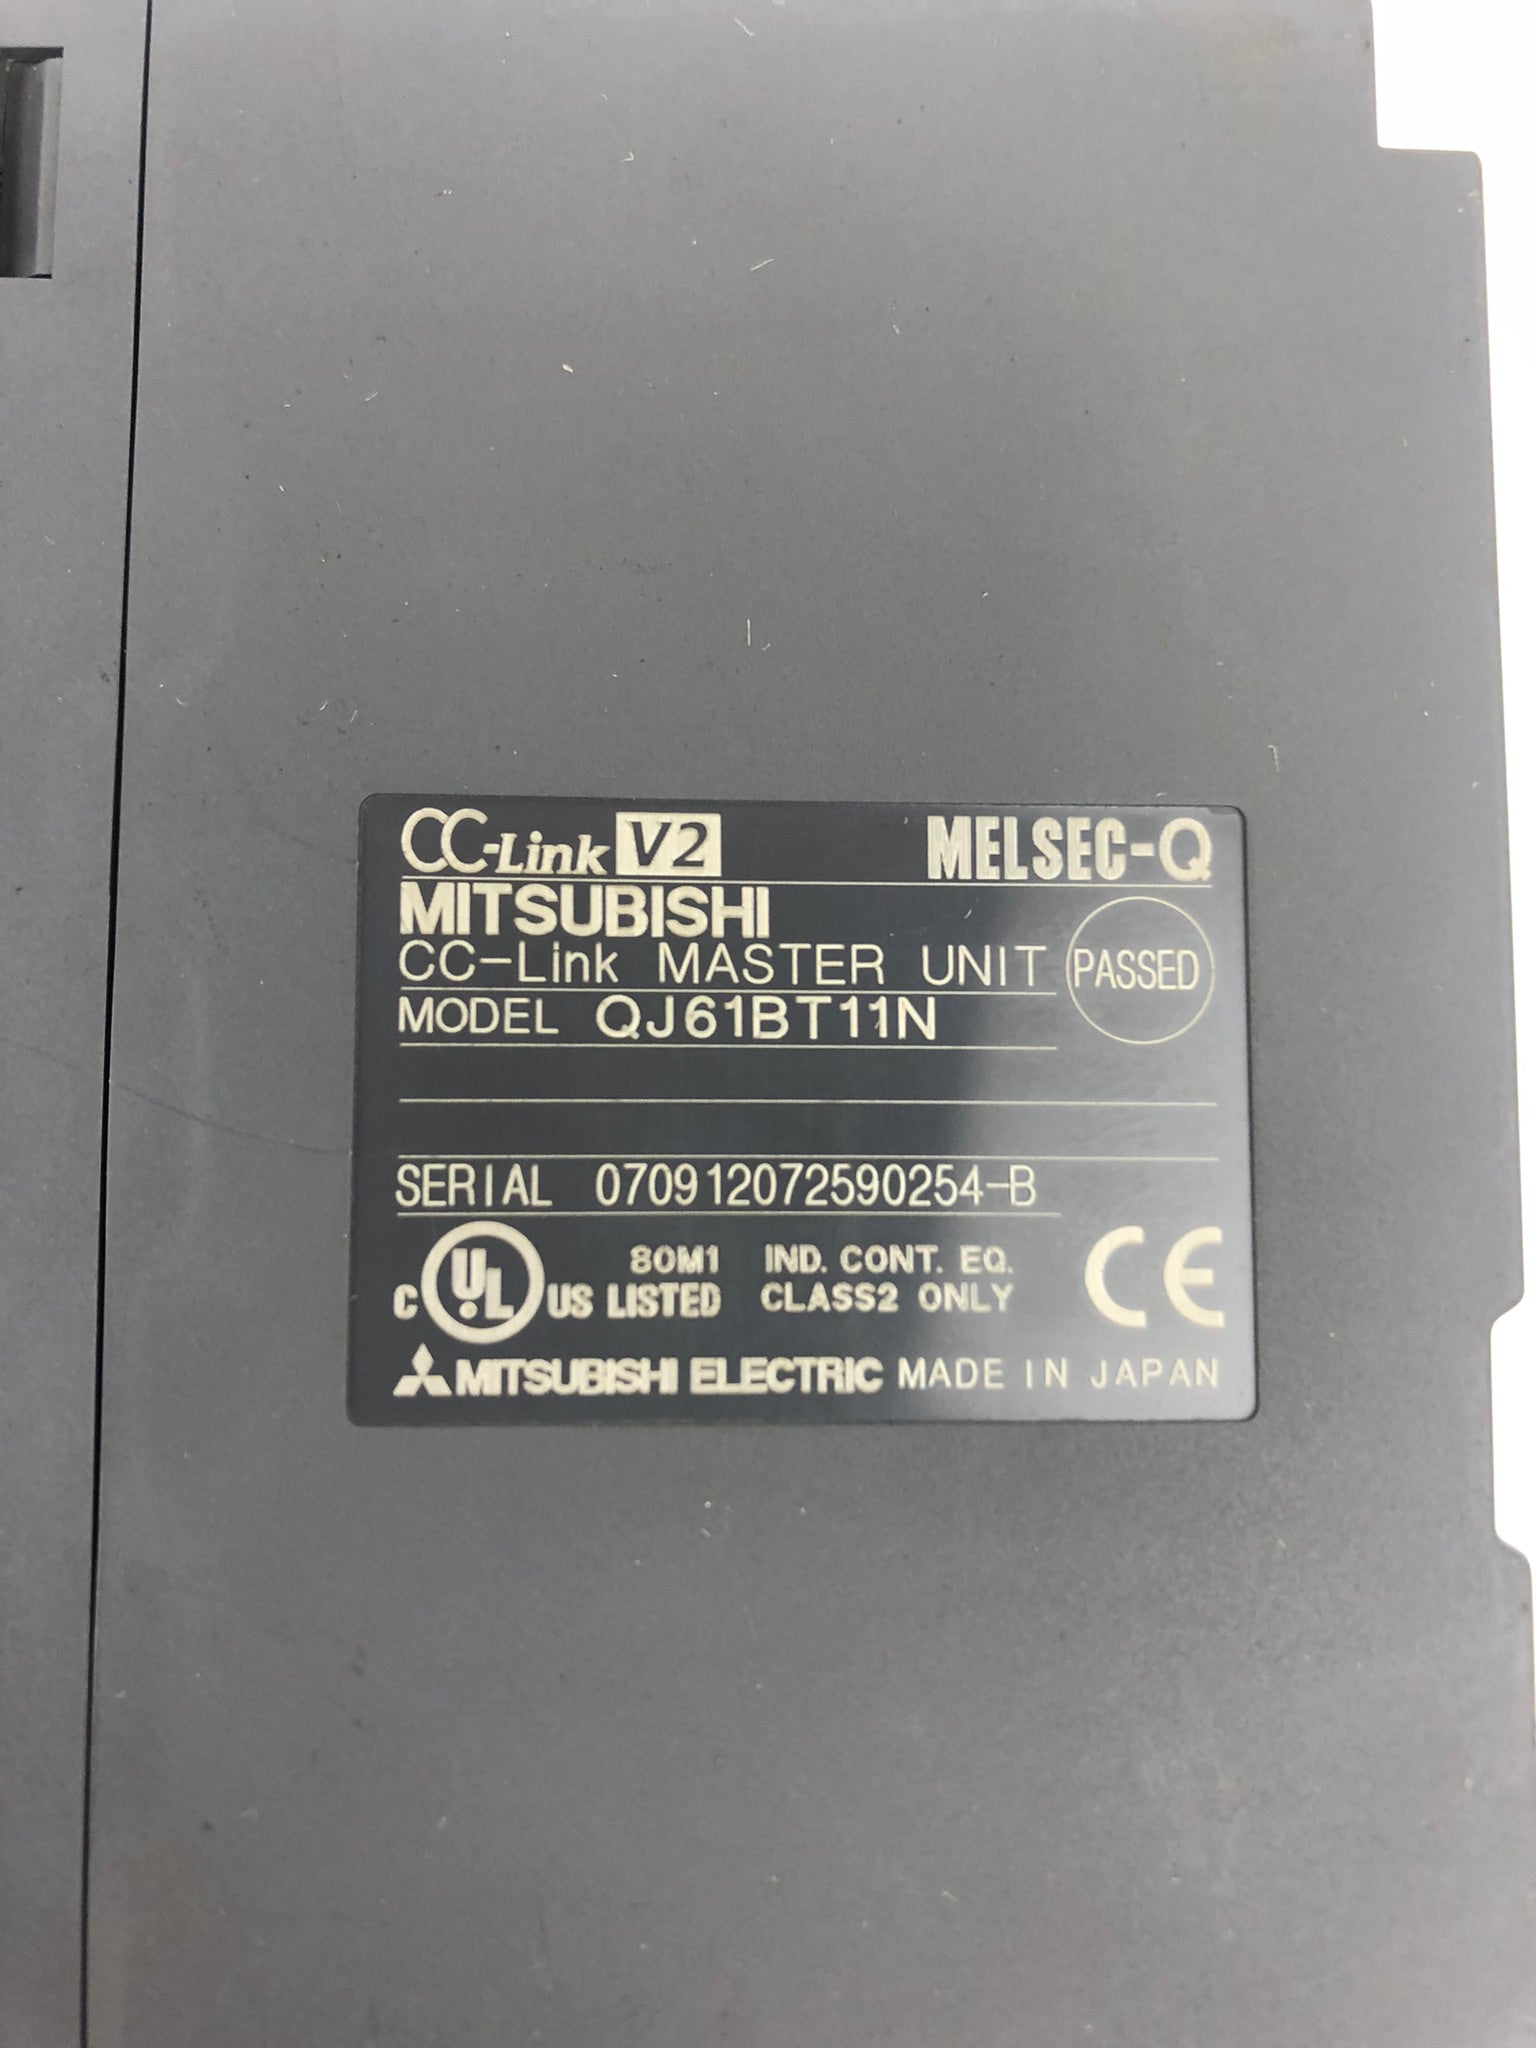 CC-Link V2 MELSEC-Q
MITSUBISHI
CC-Link MASTER UNIT PASSED
MODEL QJ61BT11N
SERIAL 070912072590254-B
C UL US LISTED 80M1 IND. CONT. EQ.
CLASS2 ONLY CE
MITSUBISHI ELECTRIC MADE IN JAPAN